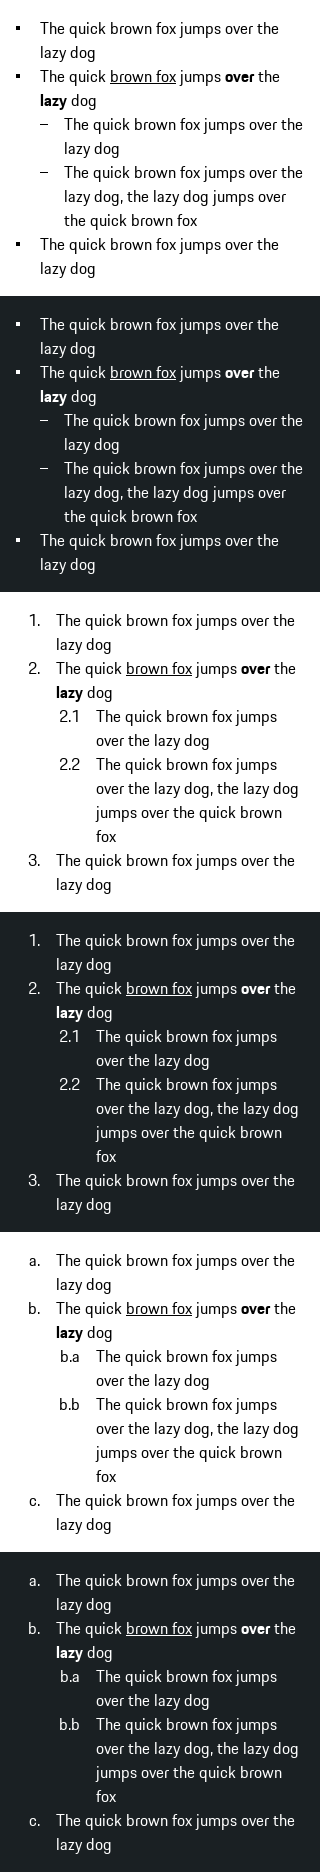 ▪ The quick brown fox jumps over the
lazy dog
▪ The quick brown fox jumps over the
lazy dog
– The quick brown fox jumps over the
lazy dog
– The quick brown fox jumps over the
lazy dog, the lazy dog jumps over
the quick brown fox
▪ The quick brown fox jumps over the
lazy dog
▪ The quick brown fox jumps over the
lazy dog
▪ The quick brown fox jumps over the
lazy dog
– The quick brown fox jumps over the
lazy dog
– The quick brown fox jumps over the
lazy dog, the lazy dog jumps over
the quick brown fox
▪ The quick brown fox jumps over the
lazy dog
1. The quick brown fox jumps over the
lazy dog
2. The quick brown fox jumps over the
lazy dog
2.1 The quick brown fox jumps
over the lazy dog
2.2 The quick brown fox jumps
over the lazy dog, the lazy dog
jumps over the quick brown
fox
3. The quick brown fox jumps over the
lazy dog
1. The quick brown fox jumps over the
lazy dog
2. The quick brown fox jumps over the
lazy dog
2.1 The quick brown fox jumps
over the lazy dog
2.2 The quick brown fox jumps
over the lazy dog, the lazy dog
jumps over the quick brown
fox
3. The quick brown fox jumps over the
lazy dog
a. The quick brown fox jumps over the
lazy dog
b. The quick brown fox jumps over the
lazy dog
b.a The quick brown fox jumps
over the lazy dog
b.b The quick brown fox jumps
over the lazy dog, the lazy dog
jumps over the quick brown
fox
c. The quick brown fox jumps over the
lazy dog
a. The quick brown fox jumps over the
lazy dog
b. The quick brown fox jumps over the
lazy dog
b.a The quick brown fox jumps
over the lazy dog
b.b The quick brown fox jumps
over the lazy dog, the lazy dog
jumps over the quick brown
fox
c. The quick brown fox jumps over the
lazy dog